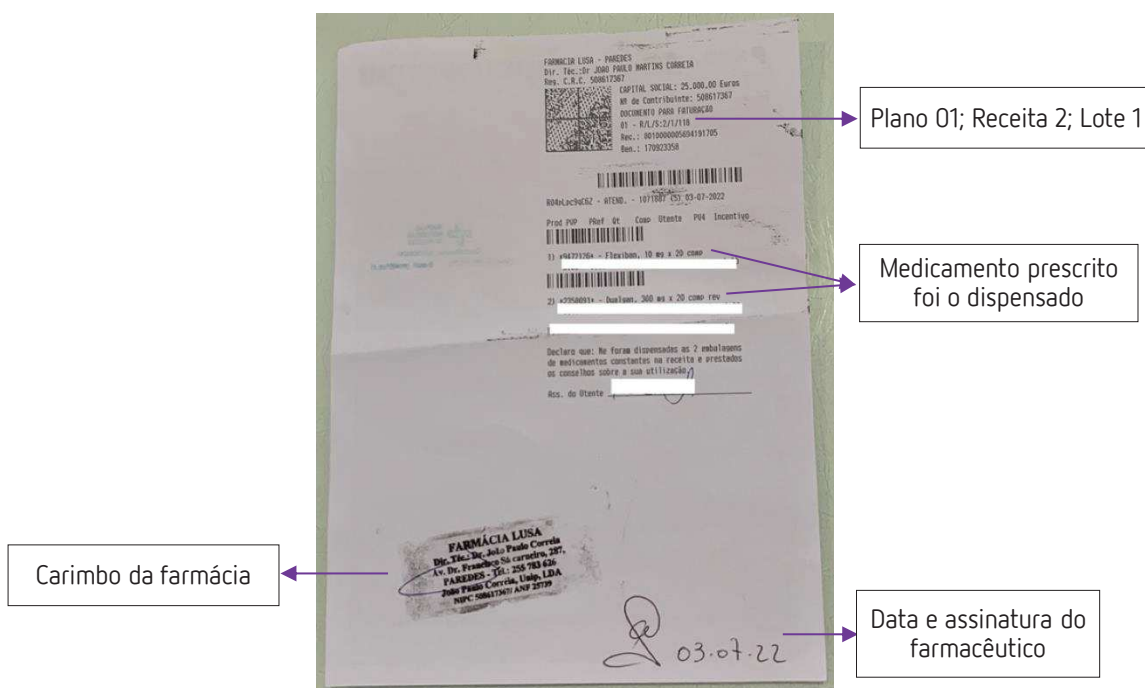 FARMACIA LUSA - PAREDES
Dir. Téc.:Dr JOAO PAULO MARTINS CORREIA
Reg. C.R.C. 508617367
CAPITAL SOCIAL: 25.000,00 Euros
Nº de Contribuinte: 508617367
DOCUMENTO PARA FATURAÇÃO
01 - R/L/S:2/1/118
Rec.: 0010000005694191705
Ben.: 170923358
ATEND. - 1071887 (5) 03-07-2022
Prod PVP PRef Qt Comp Utente PU4 Incentivo
1) *9472126* - Flexiban, 10 mg x 20 comp
2) *2350091* - Dualgan, 300 mg x 20 comp rev
Declaro que: Me foram dispensadas as 2 embalagens
de medicamentos constantes na receita e prestados
os conselhos sobre a sua utilização
Ass. do Utente
Plano 01; Receita 2; Lote 1
Medicamento prescrito
foi o dispensado
Carimbo da farmácia
FARMÁCIA LUSA
Dir. Téc.: Dr. João Paulo Correia
Av. Dr. Francisco Sá carneiro, 287,
PAREDES - Tel.: 255 783 626
João Paulo Correia, Unip, LDA
NIPC 508617367/ ANF 25739
03.07.22
Data e assinatura do
farmacêutico